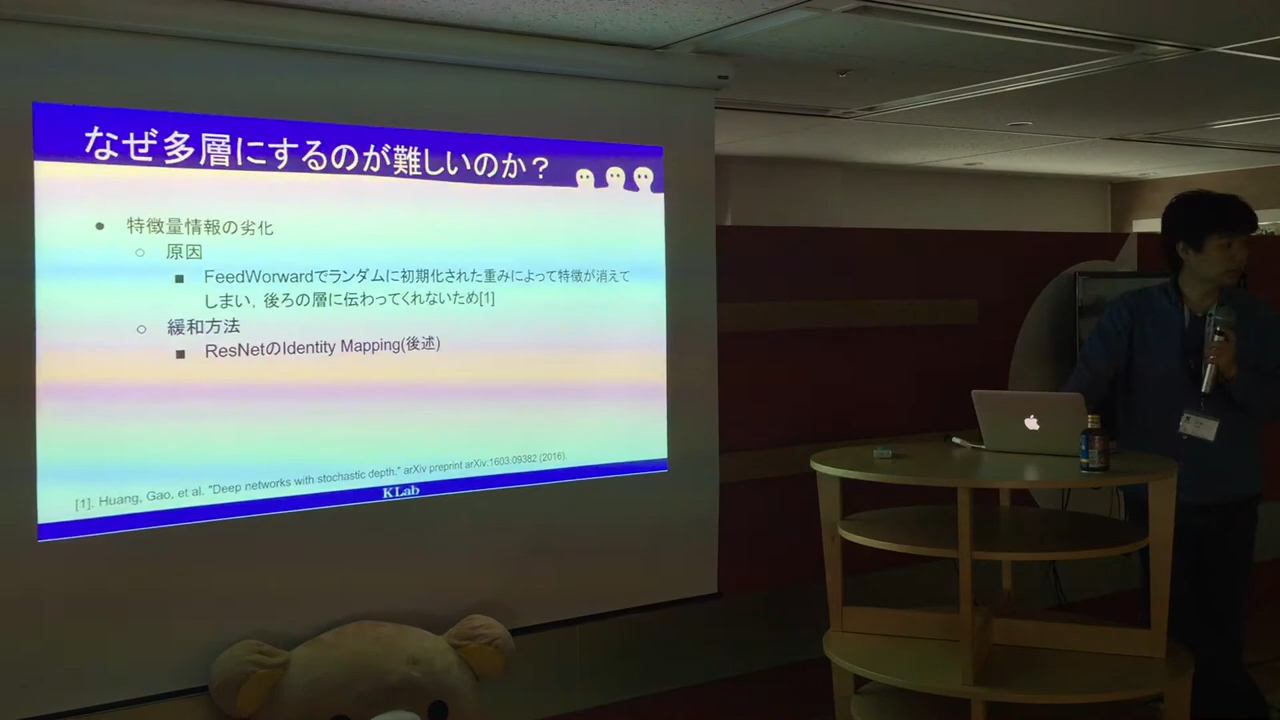 なぜ多層にするのが難しいのか？
● 特徴量情報の劣化
○ 原因
■ FeedWorwardでランダムに初期化された重みによって特徴が消えて
しまい，後ろの層に伝わってくれないため[1]
○ 緩和方法
■ ResNetのIdentity Mapping(後述)
[1]. Huang, Gao, et al. "Deep networks with stochastic depth." arXiv preprint arXiv:1603.09382 (2016).
KLab